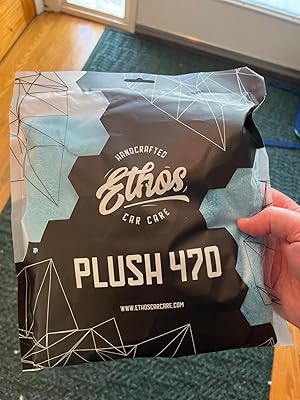 HANDCRAFTED
Ethos
CAR CARE
PLUSH 470
WWW.ETHOSCARCARE.COM